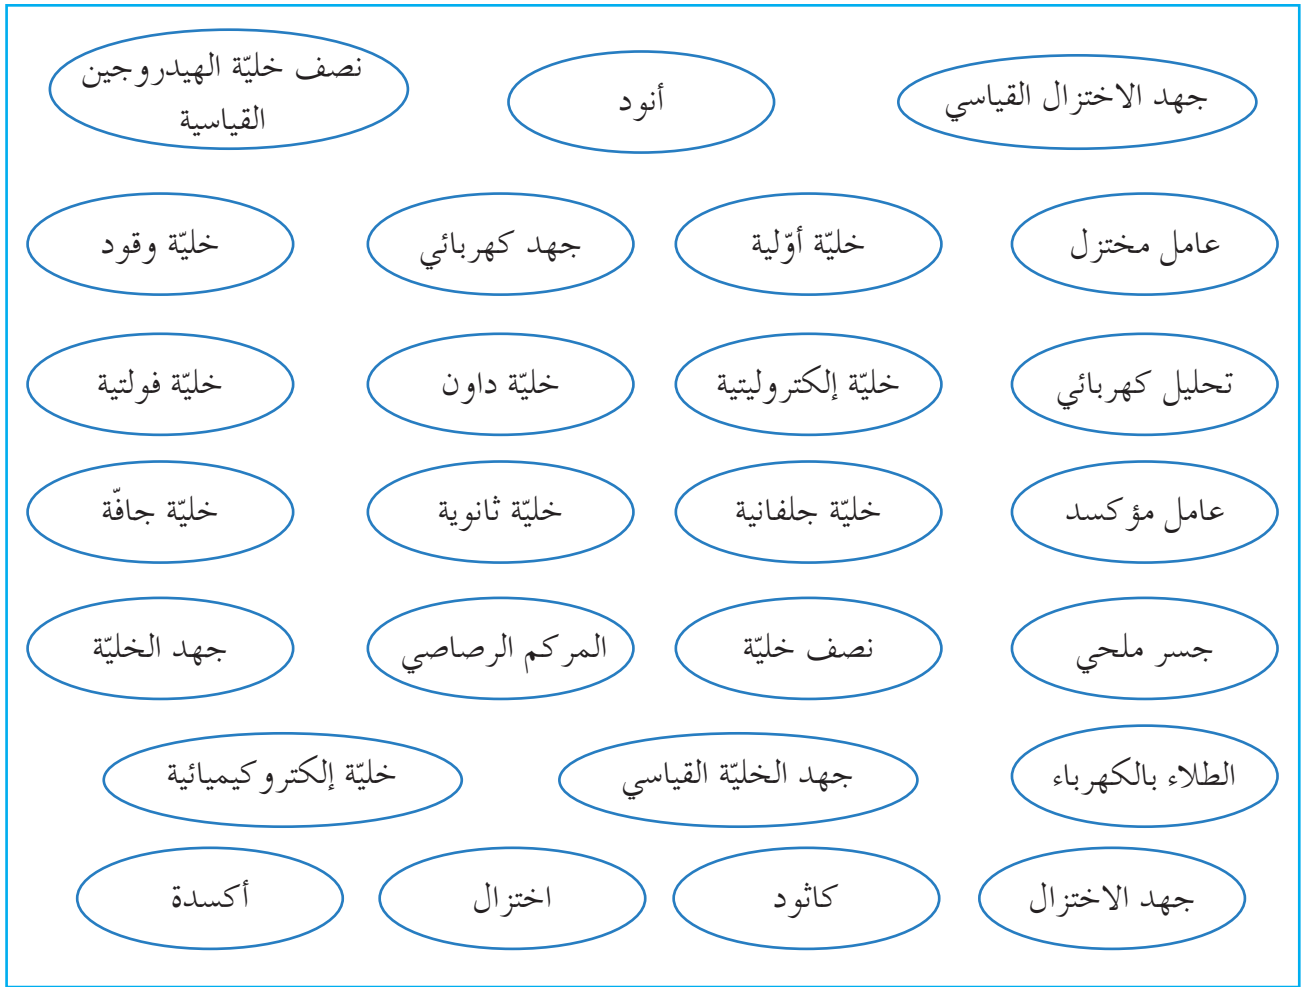 جهد الاختزال القياسي
أنود
نصف خليّة الهيدروجين
القياسية
عامل مختزل
خليّة أوّلية
جهد كهربائي
خليّة وقود
تحليل كهربائي
خليّة إلكتروليتية
خليّة داون
خليّة فولتية
عامل مؤكسد
خليّة جلفانية
خليّة ثانوية
خليّة جافّة
جسر ملحي
نصف خليّة
المركم الرصاصي
جهد الخليّة
الطلاء بالكهرباء
جهد الخليّة القياسي
خليّة إلكتروكيميائية
جهد الاختزال
كاثود
اختزال
أكسدة